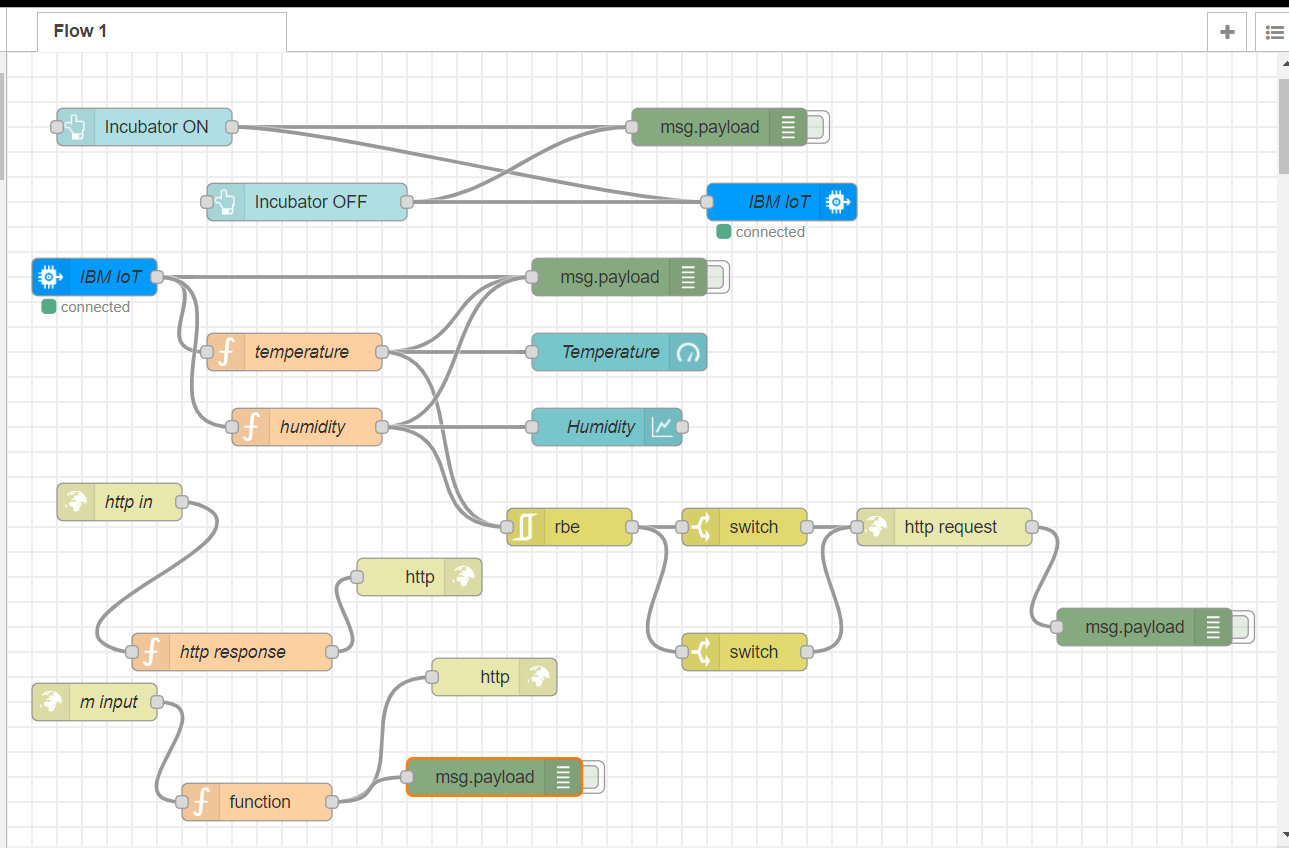 Flow 1
Incubator ON
msg.payload
Incubator OFF
IBM IoT
connected
IBM IoT
connected
msg.payload
temperature
Temperature
humidity
Humidity
http in
rbe
switch
http request
http
msg.payload
http response
switch
http
m input
msg.payload
function